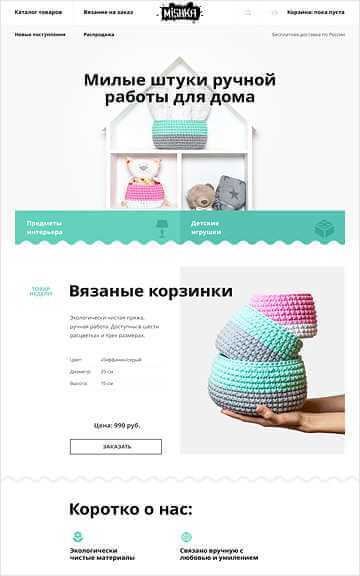 Каталог товаров
Вязание на заказ
MiSHKA
Корзина: пока пуста
Новые поступления
Распродажа
Бесплатная доставка по России
Милые штуки ручной
работы для дома
Предметы
интерьера
Детские
игрушки
ТОВАР
НЕДЕЛИ
Вязаные корзинки
Экологически чистая пряжа,
ручная работа. Доступны в шести
расцветках и трех размерах.
Цвет: «Тиффани»/серый
Диаметр: 25 см
Высота: 15 см
Цена: 990 руб.
ЗАКАЗАТЬ
Коротко о нас:
Экологически
чистые материалы
Связано вручную с
любовью и умилением